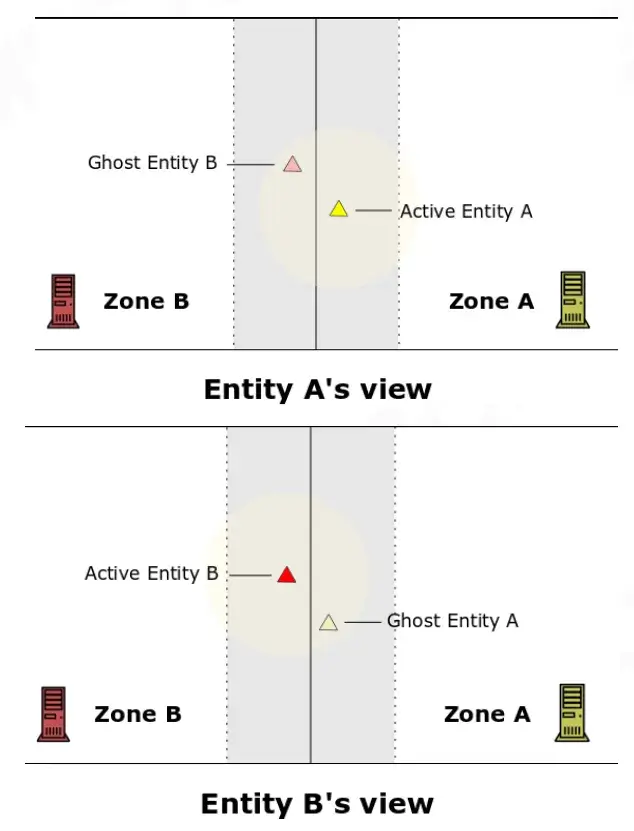 Ghost Entity B
Active Entity A
Zone B
Zone A
Entity A's view
Active Entity B
Ghost Entity A
Zone B
Zone A
Entity B's view